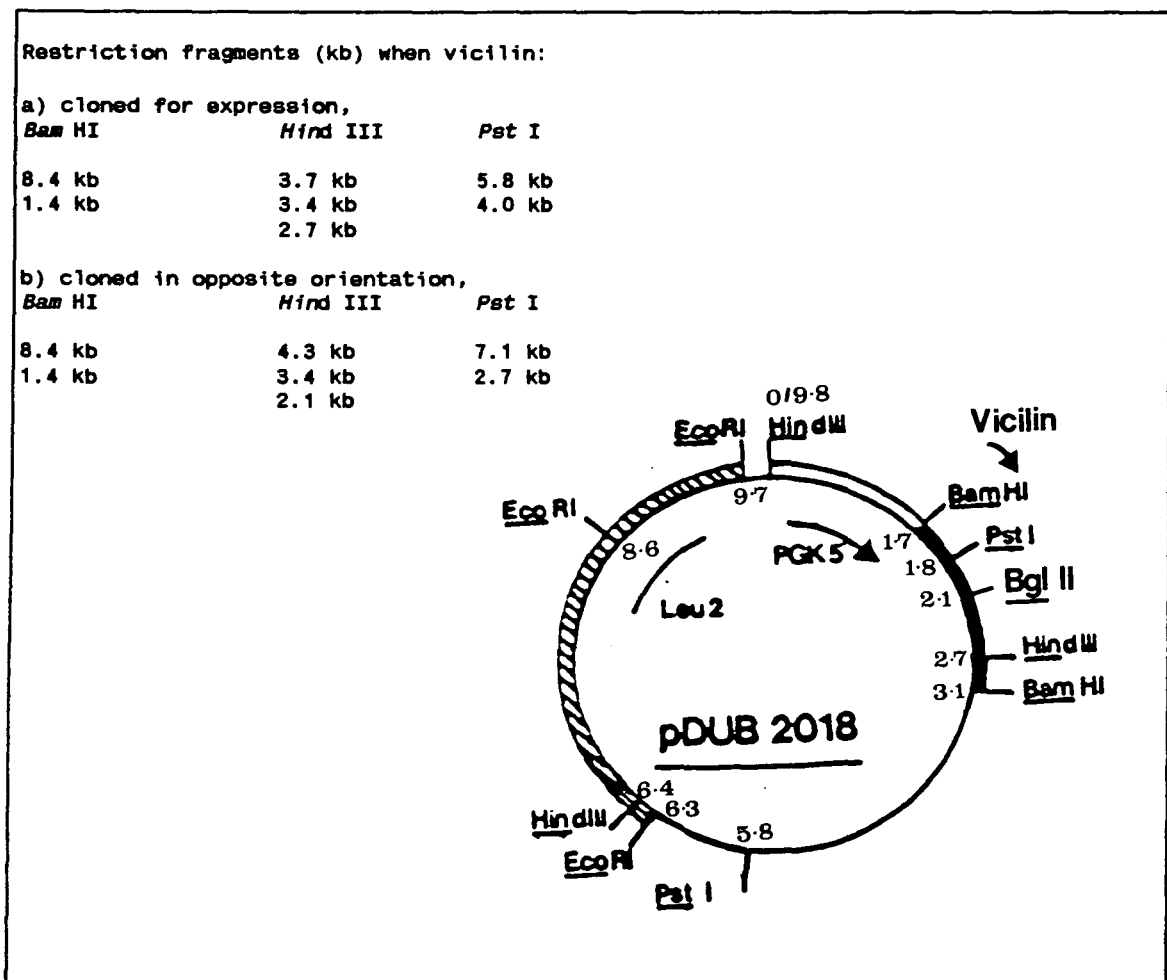 Restriction fragments (kb) when vicilin:
a) cloned for expression,
Bam HI Hind III Pst I
8.4 kb 3.7 kb 5.8 kb
1.4 kb 3.4 kb 4.0 kb
2.7 kb
b) cloned in opposite orientation,
Bam HI Hind III Pst I
8.4 kb 4.3 kb 7.1 kb
1.4 kb 3.4 kb 2.7 kb
2.1 kb
0/9·8
EcoRI HindIII
Vicilin
9·7
BamHI
Eco RI
8·6
PGK5'
1·7
Pst I
1·8
Bgl II
2·1
Leu2
2·7
HindIII
3·1
BamHI
pDUB 2018
6·4
6·3
HindIII
EcoRI
5·8
Pst I